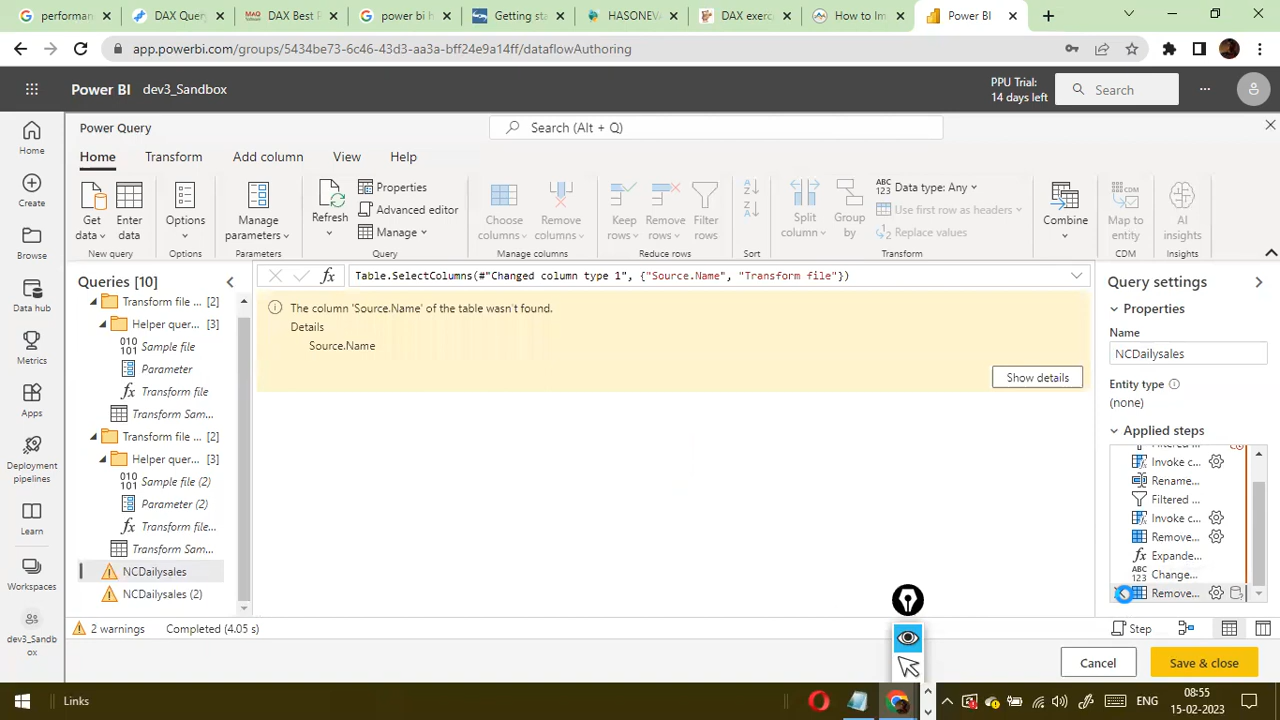 performan
DAX Query
DAX Best P
power bi h
Getting sta
HASONEVA
DAX exerc
How to Im
Power BI
app.powerbi.com/groups/5434be73-6c46-43d3-aa3a-bff24e9a14ff/dataflowAuthoring
Power BI dev3_Sandbox
PPU Trial:
14 days left
Search
Power Query
Search (Alt + Q)
Home Transform Add column View Help
Get data
Enter data
Options
Manage parameters
Refresh
Properties
Advanced editor
Manage
Choose columns
Remove columns
Keep rows
Remove rows
Filter rows
Split column
Group by
Data type: Any
Use first row as headers
Replace values
Combine
Map to entity
AI insights
New query Options Parameters Query Manage columns Reduce rows Sort Transform CDM Insights
Home
Create
Browse
Data hub
Metrics
Apps
Deployment
pipelines
Learn
Workspaces
dev3_Sandb
ox
Queries [10]
Transform file ... [2]
Helper quer... [3]
Sample file
Parameter
Transform file
Transform Sam...
Transform file ... [2]
Helper quer... [3]
Sample file (2)
Parameter (2)
Transform file...
Transform Sam...
NCDailysales
NCDailysales (2)
Table.SelectColumns(#"Changed column type 1", {"Source.Name", "Transform file"})
The column 'Source.Name' of the table wasn't found.
Details
Source.Name
Show details
Query settings
Properties
Name
NCDailysales
Entity type
(none)
Applied steps
Invoke c...
Rename...
Filtered ...
Invoke c...
Remove...
Expande...
Change...
Remove...
2 warnings Completed (4.05 s)
Step
Cancel
Save & close
Links
ENG
08:55
15-02-2023